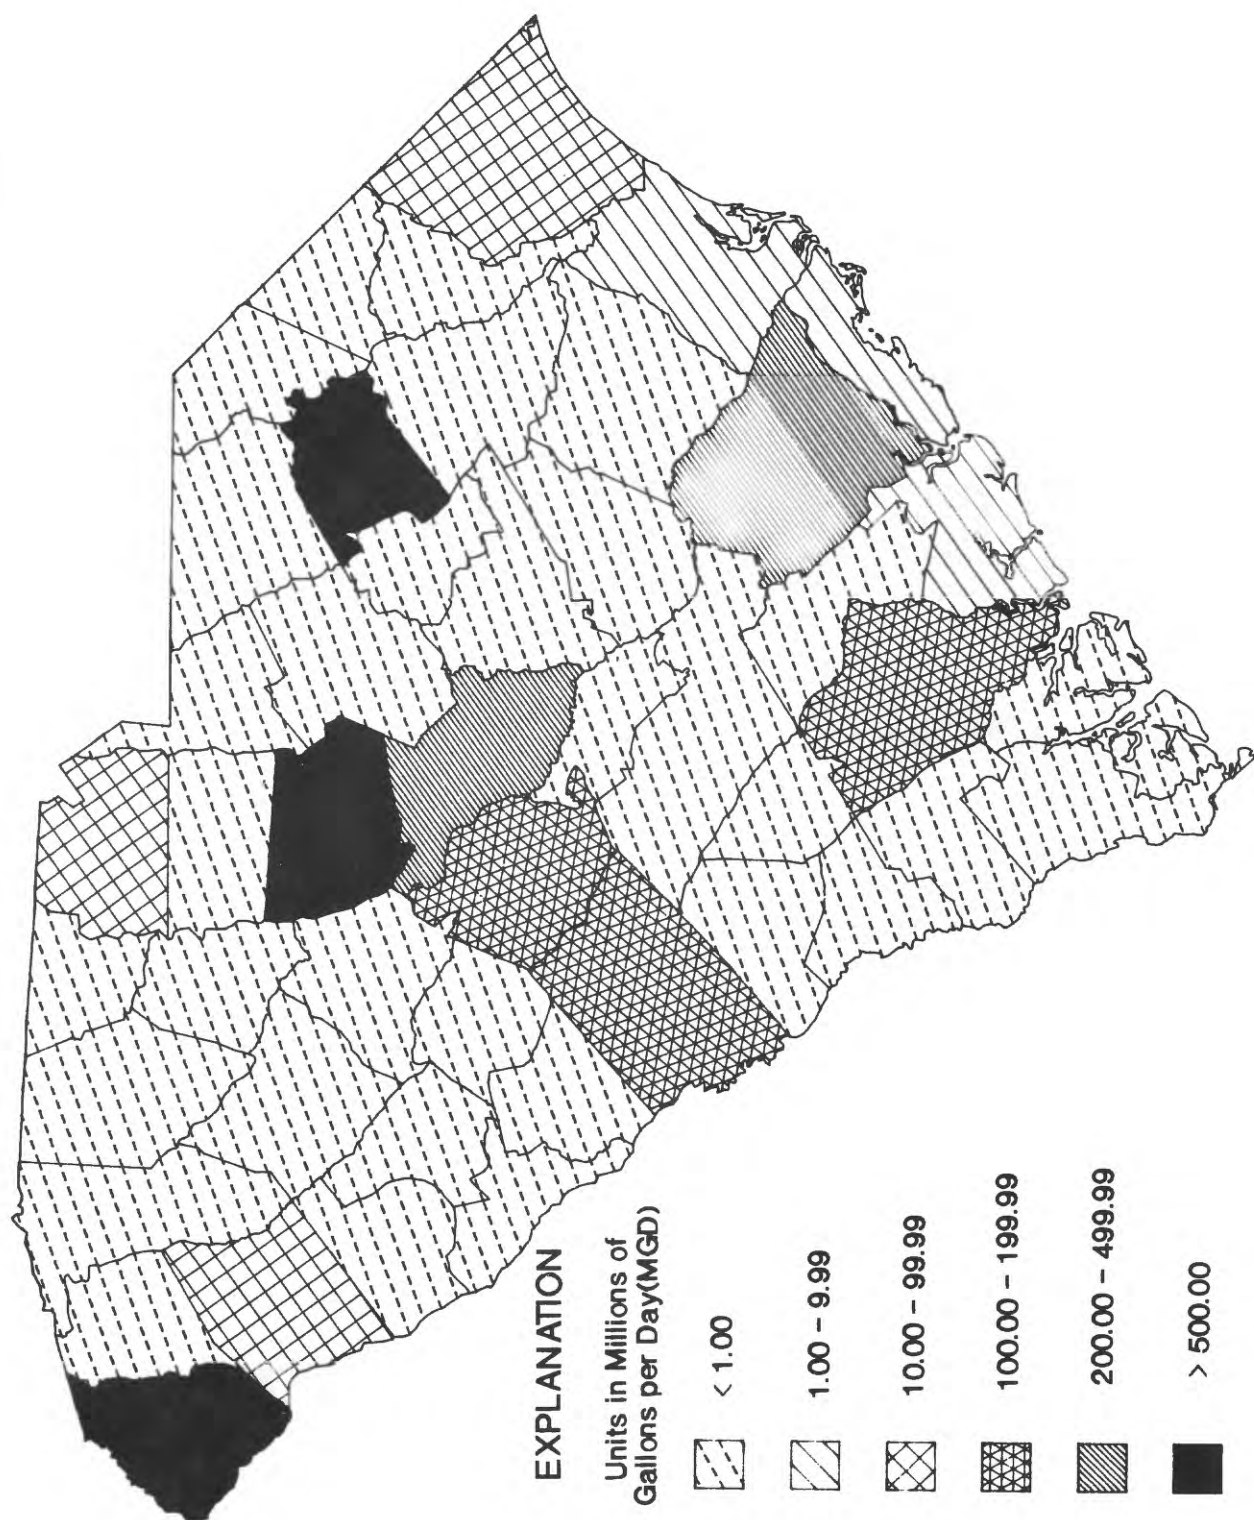 EXPLANATION
Units in Millions of
Gallons per Day(MGD)
< 1.00
1.00 – 9.99
10.00 – 99.99
100.00 – 199.99
200.00 – 499.99
> 500.00